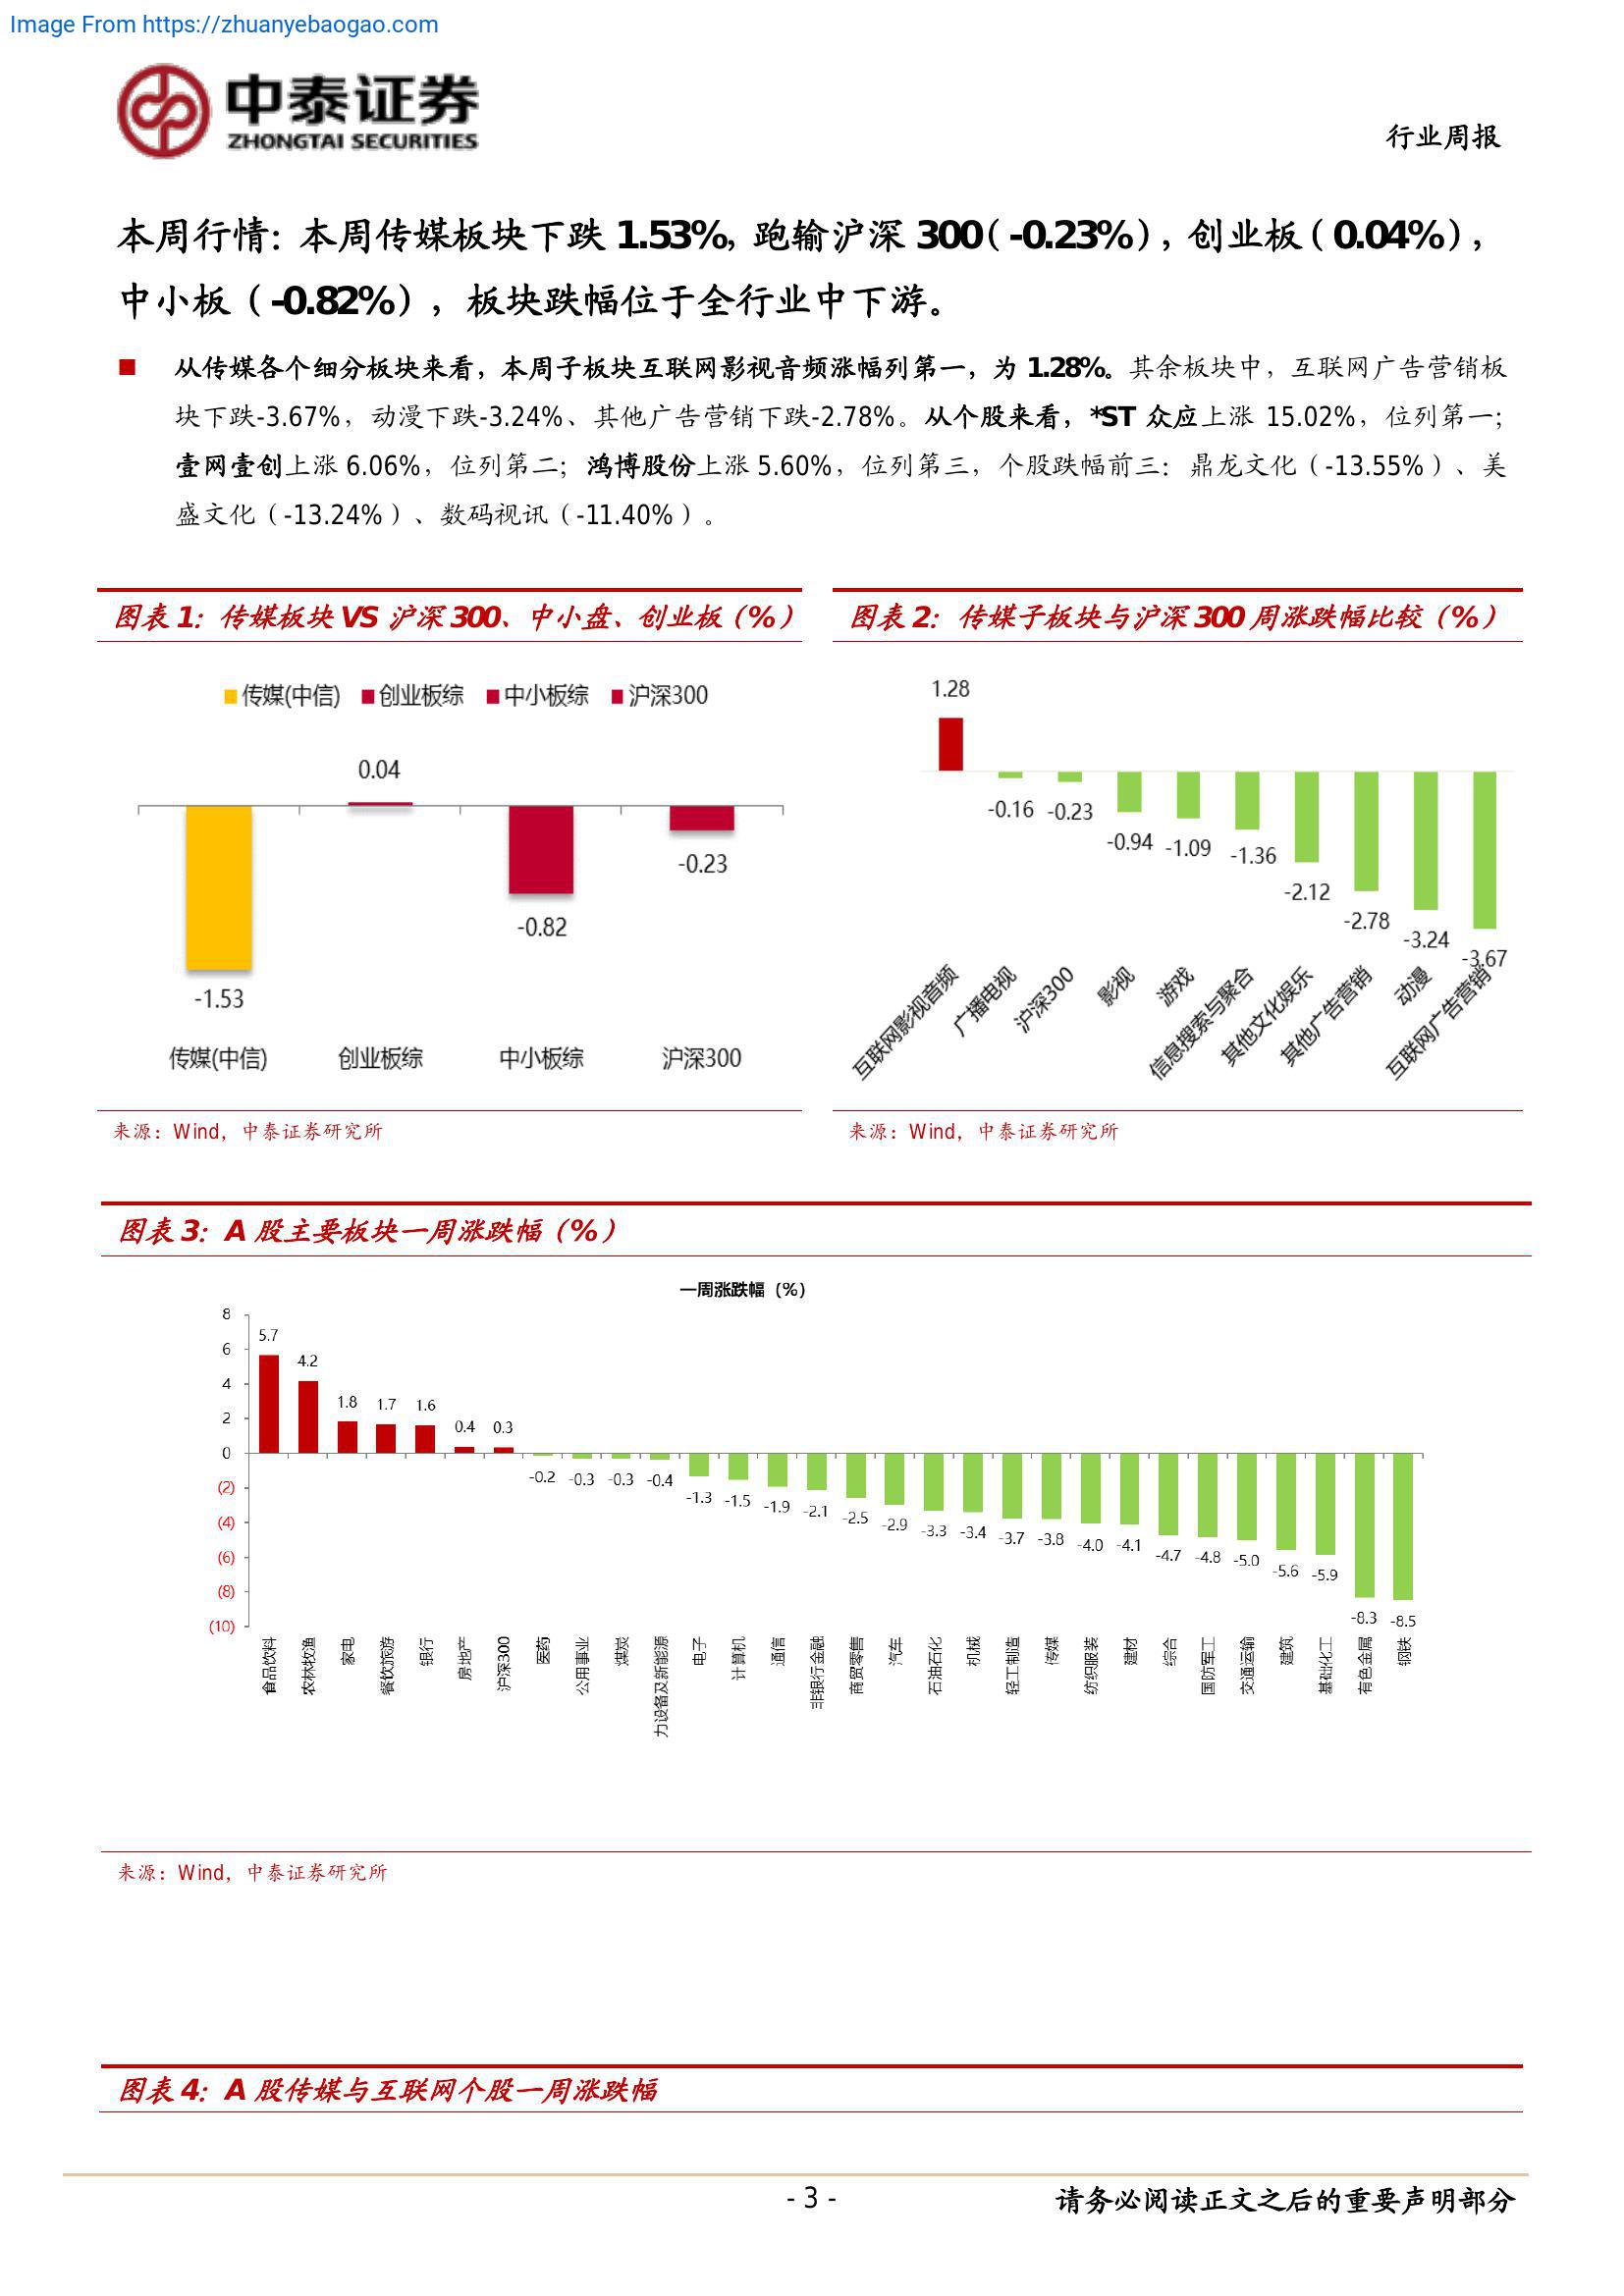 Image From https://zhuanyebaogao.com
中泰证券
ZHONGTAI SECURITIES
行业周报
本周行情：本周传媒板块下跌 1.53%，跑输沪深 300（-0.23%），创业板（0.04%），
中小板（-0.82%），板块跌幅位于全行业中下游。
■ 从传媒各个细分板块来看，本周子板块互联网影视音频涨幅列第一，为 1.28%。其余板块中，互联网广告营销板
块下跌-3.67%，动漫下跌-3.24%、其他广告营销下跌-2.78%。从个股来看，*ST 众应上涨 15.02%，位列第一；
壹网壹创上涨 6.06%，位列第二；鸿博股份上涨 5.60%，位列第三，个股跌幅前三：鼎龙文化（-13.55%）、美
盛文化（-13.24%）、数码视讯（-11.40%）。
图表 1：传媒板块 VS 沪深 300、中小盘、创业板（%）
传媒(中信) 创业板综 中小板综 沪深300
0.04
-0.23
-0.82
-1.53
传媒(中信) 创业板综 中小板综 沪深300
来源：Wind，中泰证券研究所
图表 2：传媒子板块与沪深 300 周涨跌幅比较（%）
1.28
-0.16 -0.23
-0.94 -1.09 -1.36
-2.12
-2.78
-3.24
-3.67
互联网影视音频 广播电视 沪深300 影视 游戏 信息搜索与聚合 其他文化娱乐 其他广告营销 动漫 互联网广告营销
来源：Wind，中泰证券研究所
图表 3：A 股主要板块一周涨跌幅（%）
一周涨跌幅（%）
8
6
4
2
0
(2)
(4)
(6)
(8)
(10)
5.7 4.2 1.8 1.7 1.6 0.4 0.3 -0.2 -0.3 -0.3 -0.4 -1.3 -1.5 -1.9 -2.1 -2.5 -2.9 -3.3 -3.4 -3.7 -3.8 -4.0 -4.1 -4.7 -4.8 -5.0 -5.6 -5.9 -8.3 -8.5
食品饮料 农林牧渔 家电 餐饮旅游 银行 房地产 沪深300 医药 公用事业 煤炭 力设备及新能源 电子 计算机 通信 非银行金融 商贸零售 汽车 石油石化 机械 轻工制造 传媒 纺织服装 建材 综合 国防军工 交通运输 建筑 基础化工 有色金属 钢铁
来源：Wind，中泰证券研究所
图表 4：A 股传媒与互联网个股一周涨跌幅
- 3 -
请务必阅读正文之后的重要声明部分